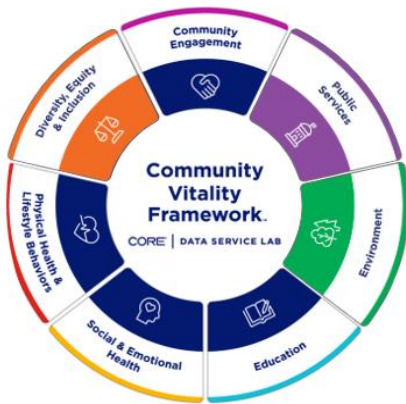 Community
Engagement
Public
Services
Environment
Education
Social & Emotional
Health
Physical Health &
Lifestyle Behaviors
Diversity, Equity
& Inclusion
Community
Vitality
Framework™
CORE® | DATA SERVICE LAB